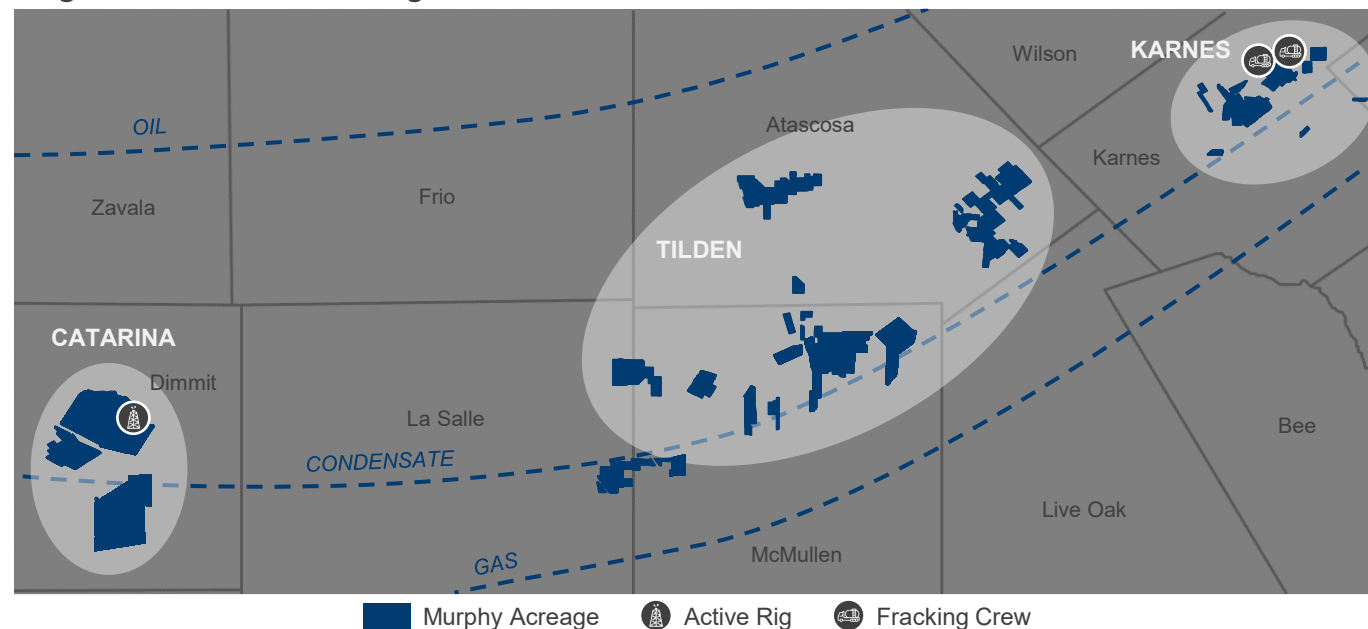 Wilson
KARNES
OIL
Atascosa
Karnes
Zavala
Frio
TILDEN
CATARINA
Dimmit
La Salle
Bee
CONDENSATE
Live Oak
GAS
McMullen
Murphy Acreage
Active Rig
Fracking Crew